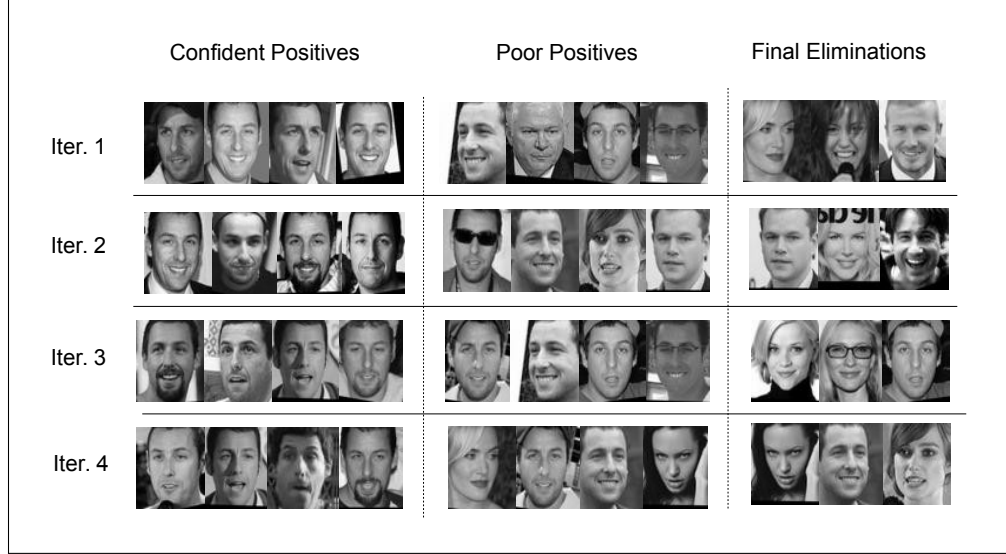 Confident Positives Poor Positives Final Eliminations
Iter. 1
Iter. 2
Iter. 3
Iter. 4